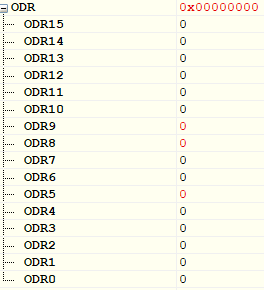 ODR 0x00000000
ODR15 0
ODR14 0
ODR13 0
ODR12 0
ODR11 0
ODR10 0
ODR9 0
ODR8 0
ODR7 0
ODR6 0
ODR5 0
ODR4 0
ODR3 0
ODR2 0
ODR1 0
ODR0 0